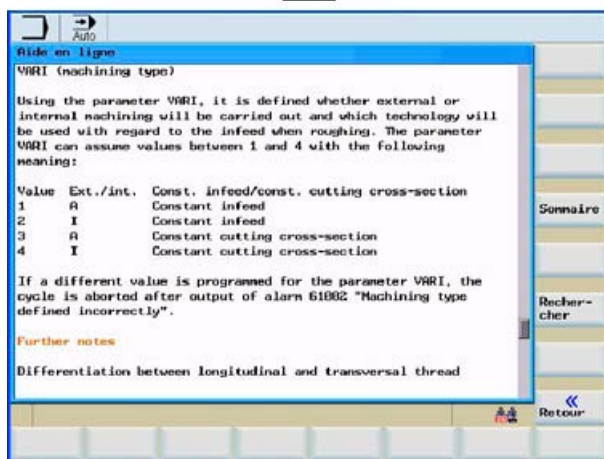 Auto
Aide en ligne
VARI (machining type)
Using the parameter VARI, it is defined whether external or
internal machining will be carried out and which technology will
be used with regard to the infeed when roughing. The parameter
VARI can assume values between 1 and 4 with the following
meaning:
Value Ext./int. Const. infeed/const. cutting cross-section
1 A Constant infeed
2 I Constant infeed
3 A Constant cutting cross-section
4 I Constant cutting cross-section
If a different value is programmed for the parameter VARI, the
cycle is aborted after output of alarm 61002 "Machining type
defined incorrectly".
Further notes
Differentiation between longitudinal and transversal thread
Sommaire
Recher-
cher
Retour